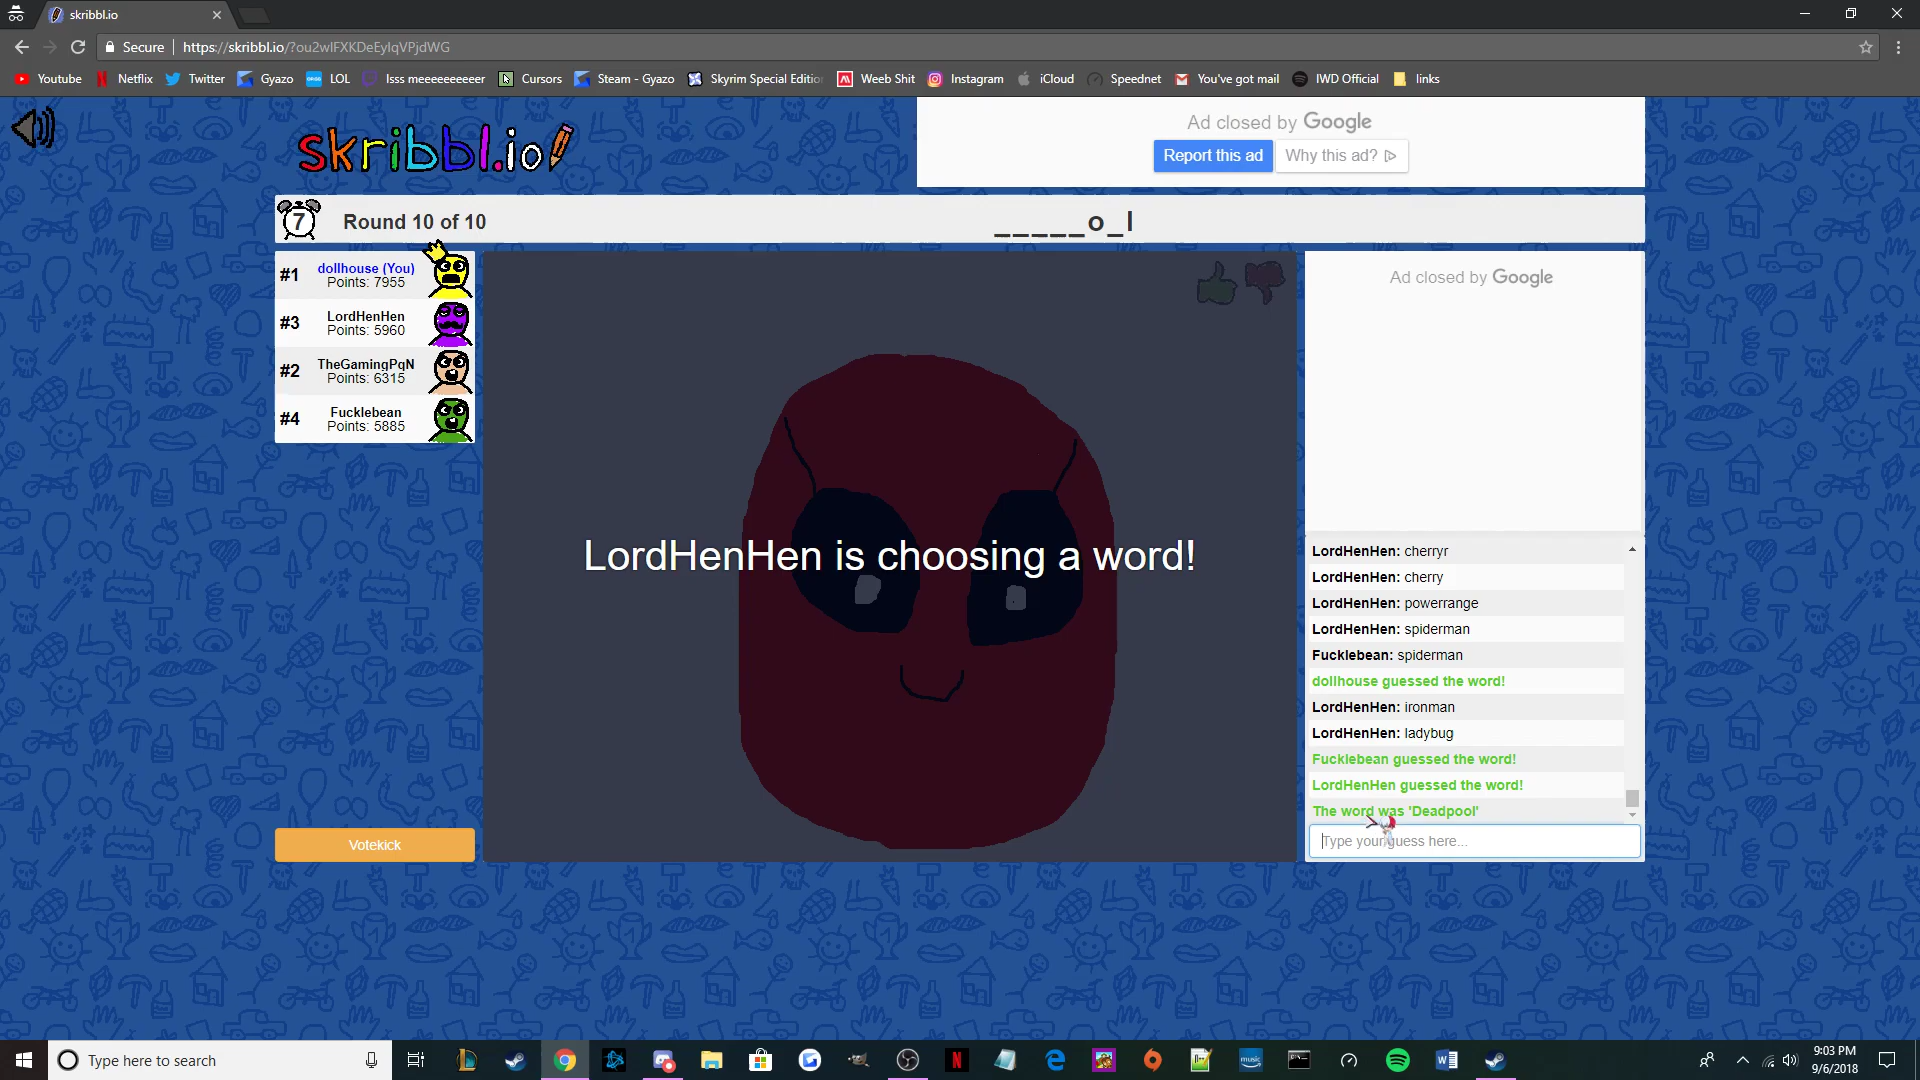 skribbl.io
Secure
https://skribbl.io/?ou2wlFXKDeEylqVPjdWG
Youtube
Netflix
Twitter
Gyazo
LOL
Isss meeeeeeeeeer
Cursors
Steam - Gyazo
Skyrim Special Editio
Weeb Shit
Instagram
iCloud
Speednet
You've got mail
IWD Official
links
skribbl.io
Ad closed by Google
Report this ad
Why this ad?
7
Round 10 of 10
_____o_l
#1
dollhouse (You)
Points: 7955
#3
LordHenHen
Points: 5960
#2
TheGamingPqN
Points: 6315
#4
Fucklebean
Points: 5885
Votekick
LordHenHen is choosing a word!
Ad closed by Google
LordHenHen: cherryr
LordHenHen: cherry
LordHenHen: powerrange
LordHenHen: spiderman
Fucklebean: spiderman
dollhouse guessed the word!
LordHenHen: ironman
LordHenHen: ladybug
Fucklebean guessed the word!
LordHenHen guessed the word!
The word was 'Deadpool'
Type your guess here...
Type here to search
9:03 PM
9/6/2018